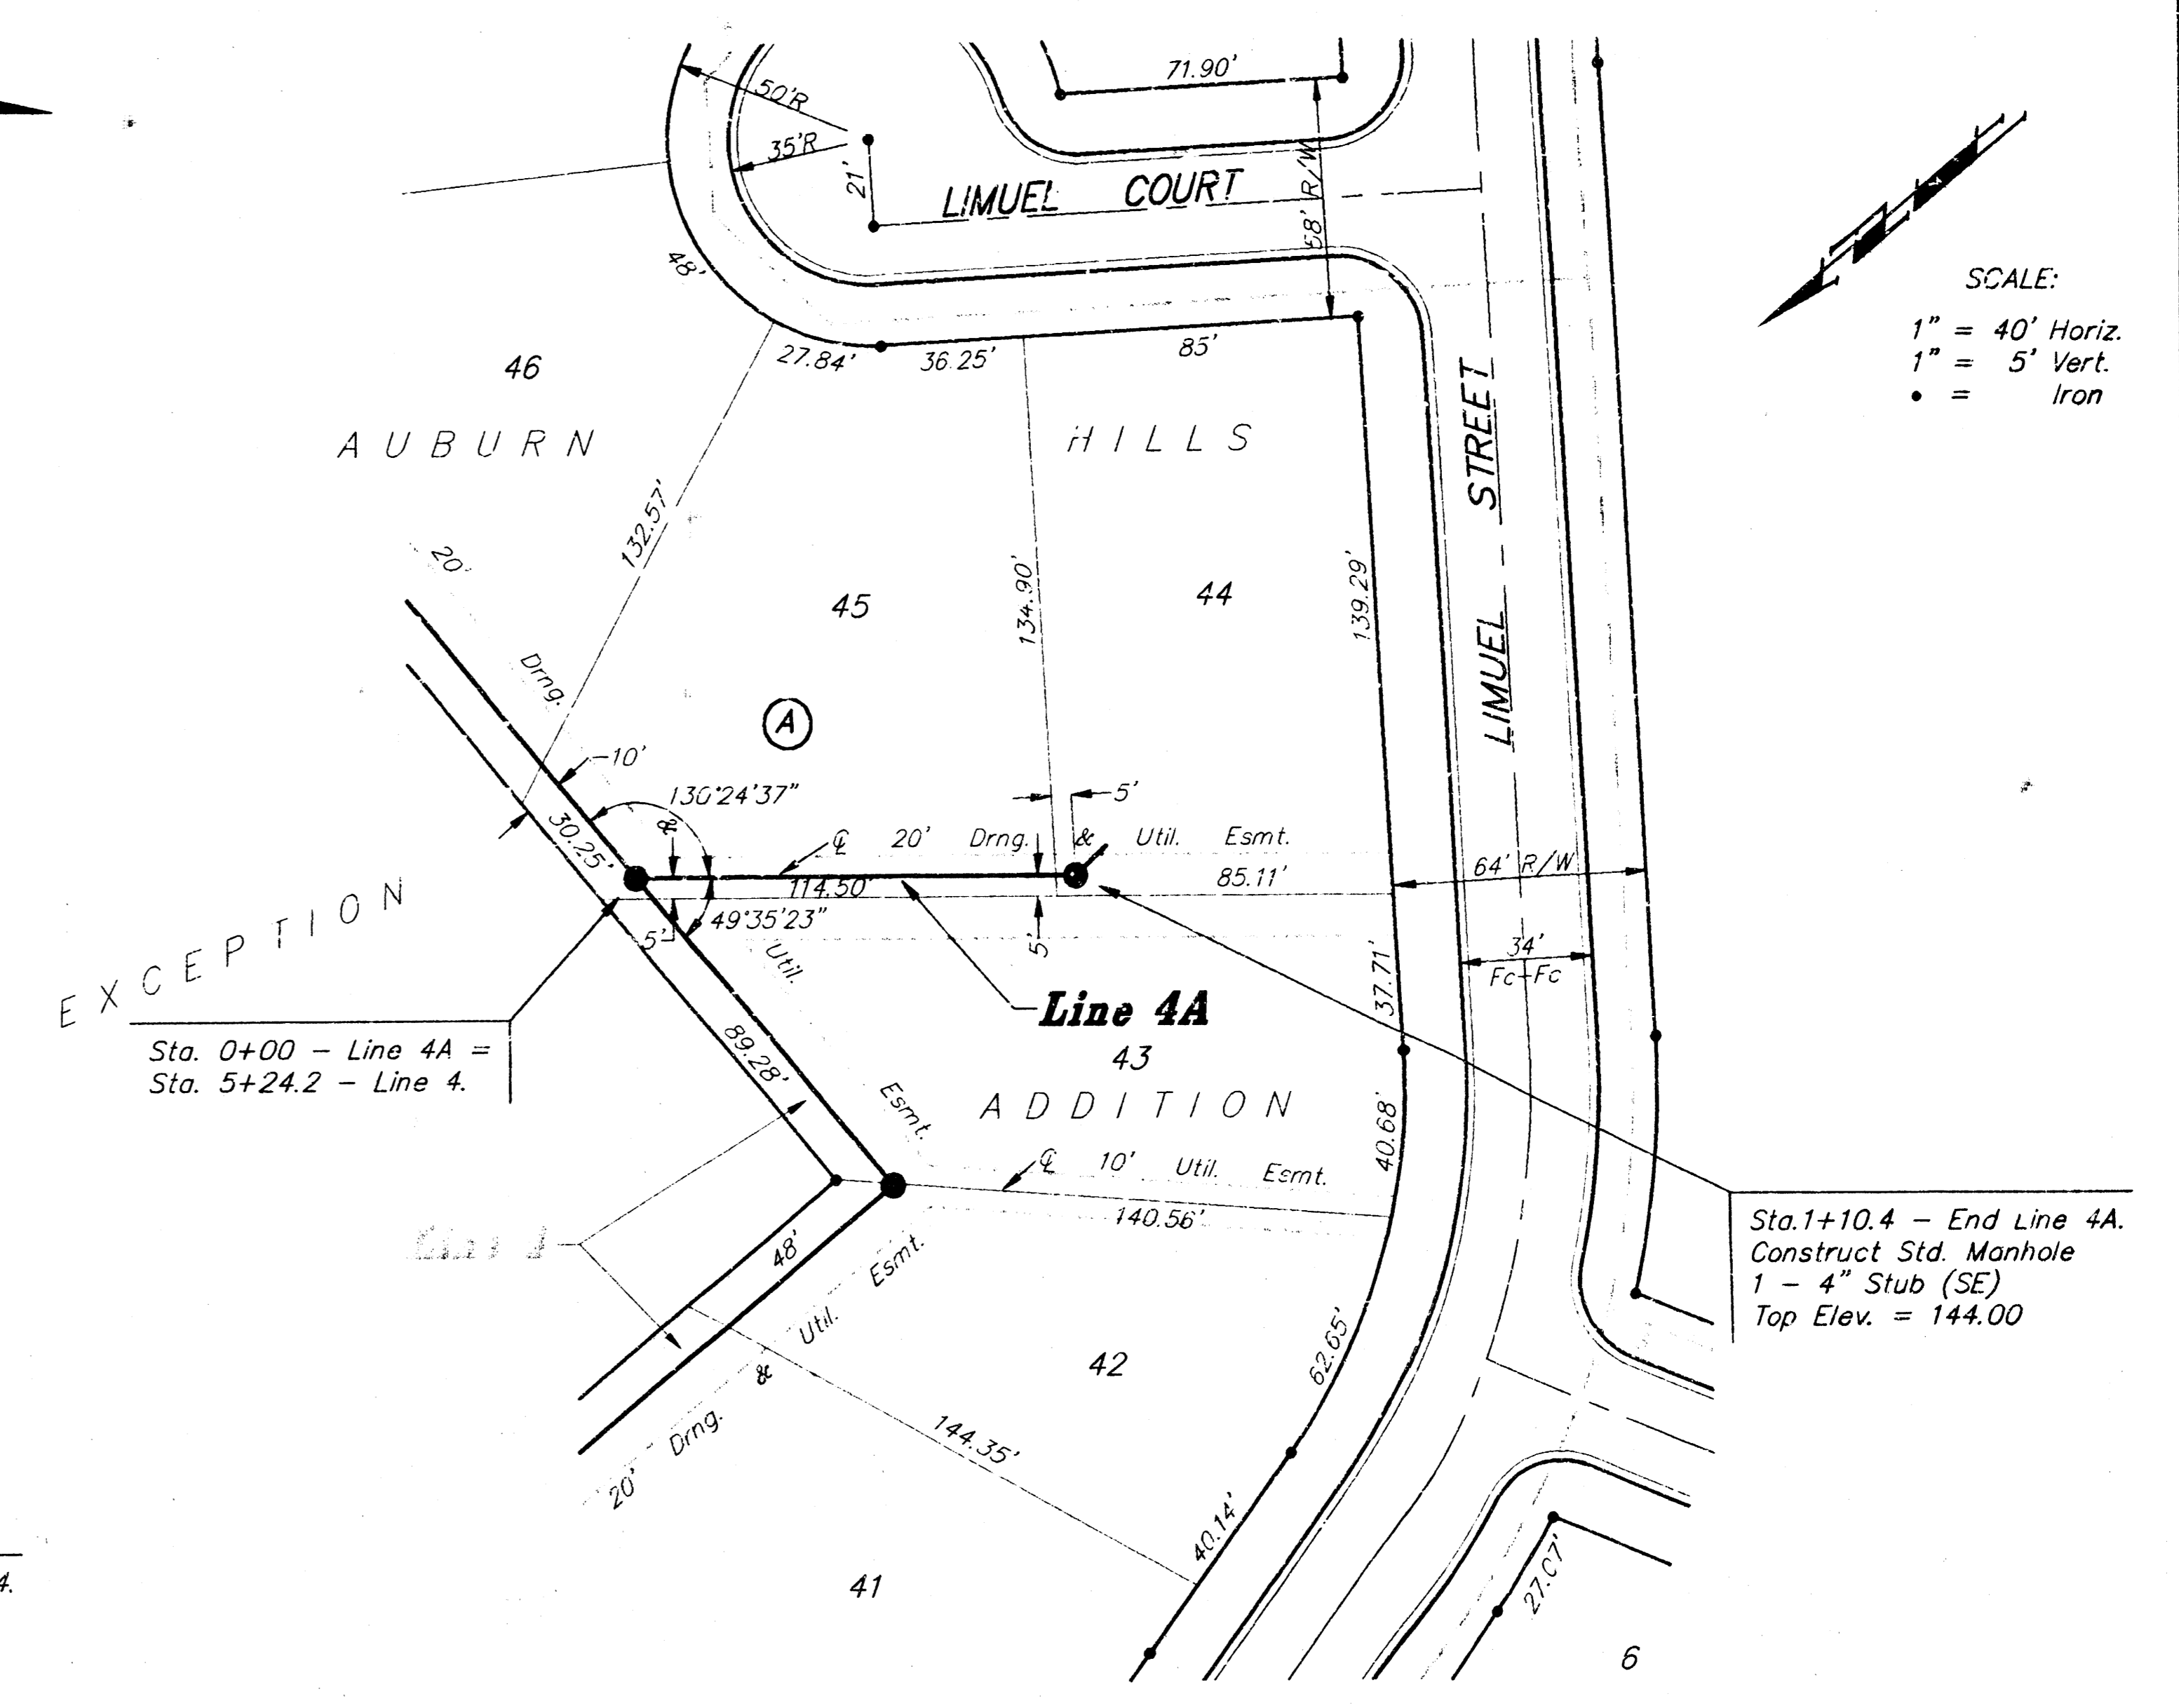 71.90'
50'R
35'R
21'
LIMUEL COURT
58' R/W
48'
SCALE:
1" = 40' Horiz.
1" = 5' Vert.
• = Iron
27.84'
36.25'
85'
46
AUBURN HILLS
LIMUEL STREET
132.57'
20'
Drng.
45
134.90'
44
139.29'
A
10'
130°24'37"
5'
&
℄ 20' Drng. & Util. Esmt.
30.25'
114.50'
85.11'
64' R/W
EXCEPTION
49°35'23"
5'
5'
Util.
37.71'
34'
Fc-Fc
Line 4A
Sta. 0+00 - Line 4A =
Sta. 5+24.2 - Line 4.
89.28'
43
Esmt.
ADDITION
40.68'
℄ 10' Util. Esmt.
140.56'
Sta.1+10.4 - End Line 4A.
Construct Std. Manhole
1 - 4" Stub (SE)
Top Elev. = 144.00
48'
20' Drng. & Util. Esmt.
42
62.65'
144.35'
40.14'
41
27.07'
6
4.